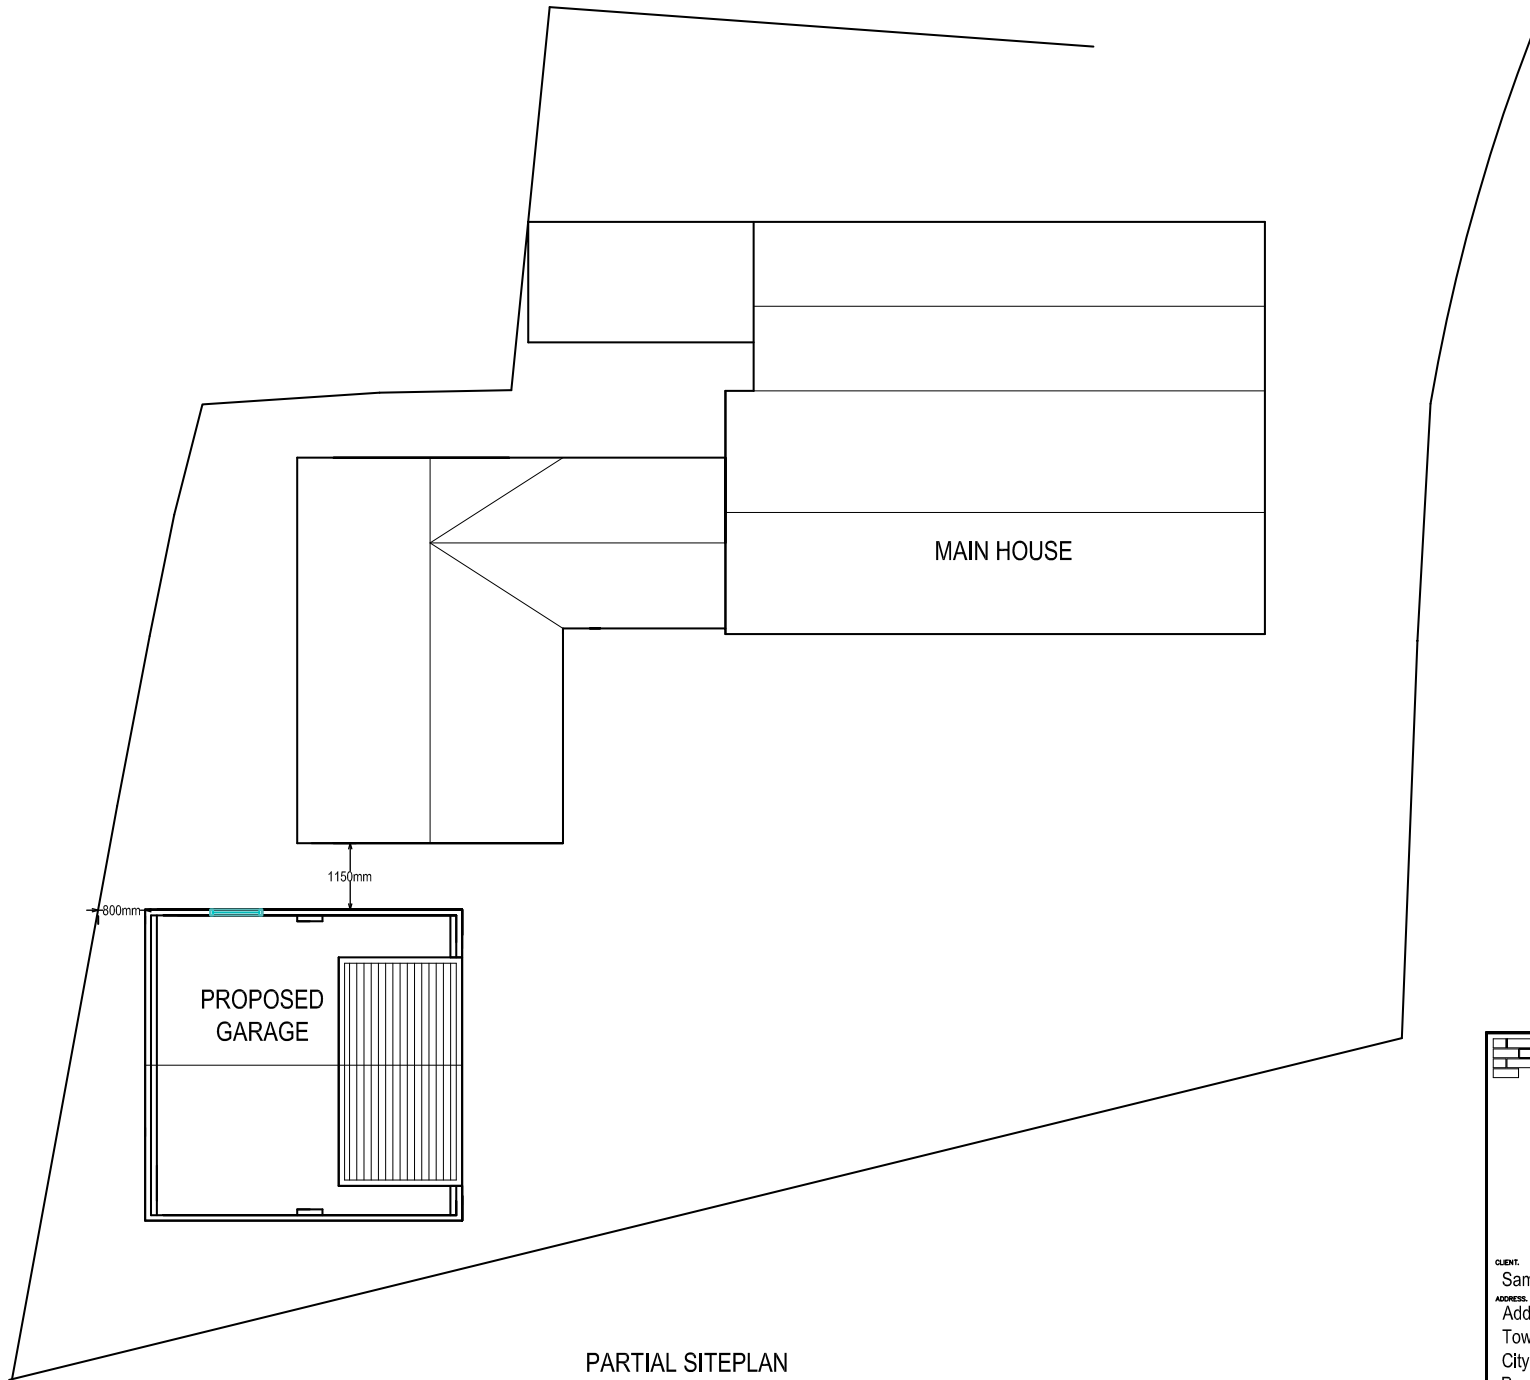 MAIN HOUSE
1150mm
800mm
PROPOSED
GARAGE
CLIENT.
ADDRESS.
PARTIAL SITEPLAN